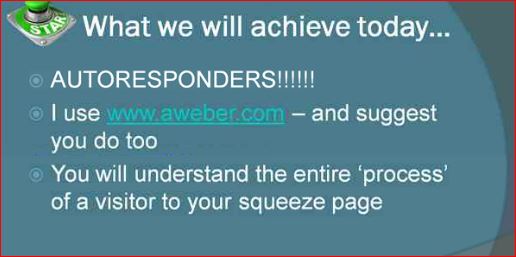 STAR
What we will achieve today...
AUTORESPONDERS!!!!!!
I use www.aweber.com – and suggest
you do too
You will understand the entire ‘process’
of a visitor to your squeeze page